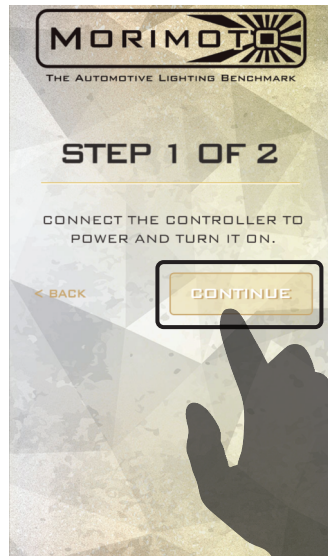 MORIMOTO
THE AUTOMOTIVE LIGHTING BENCHMARK
STEP 1 OF 2
CONNECT THE CONTROLLER TO
POWER AND TURN IT ON.
< BACK CONTINUE